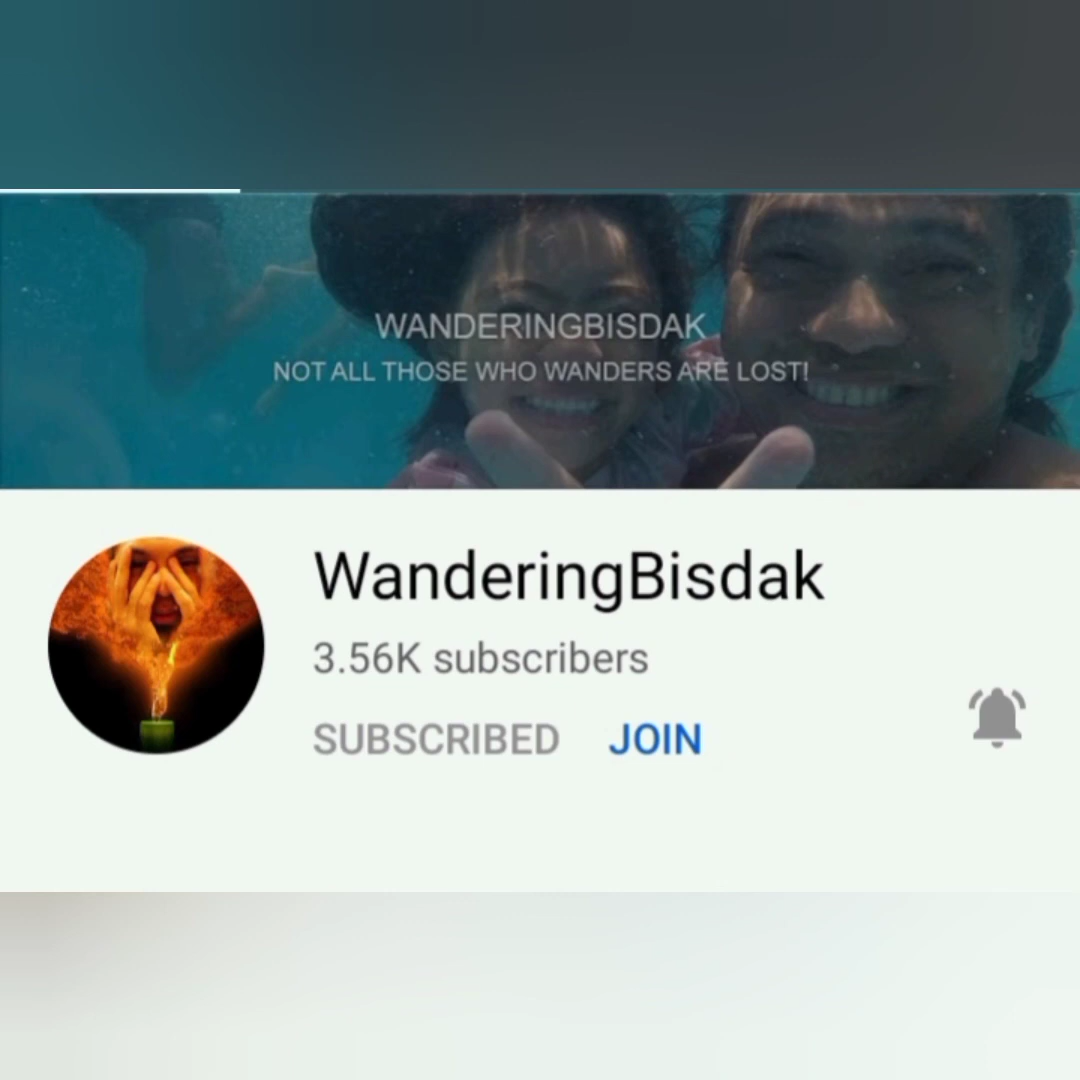 WANDERINGBISDAK
NOT ALL THOSE WHO WANDERS ARE LOST!
WanderingBisdak
3.56K subscribers
SUBSCRIBED JOIN